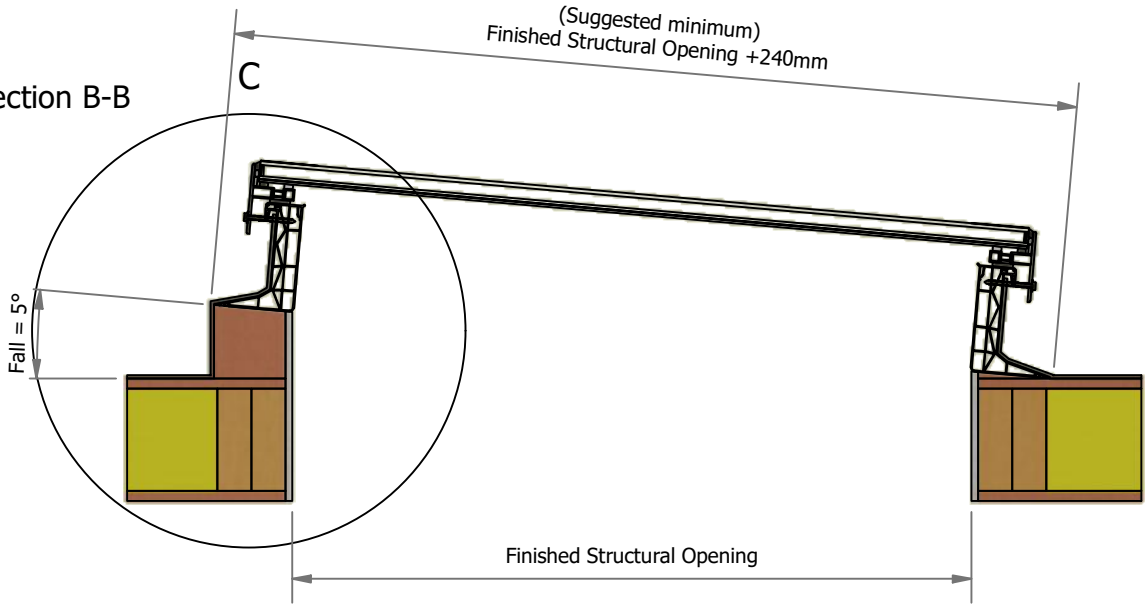 (Suggested minimum)
Finished Structural Opening +240mm
C
ection B-B
Fall = 5°
Finished Structural Opening